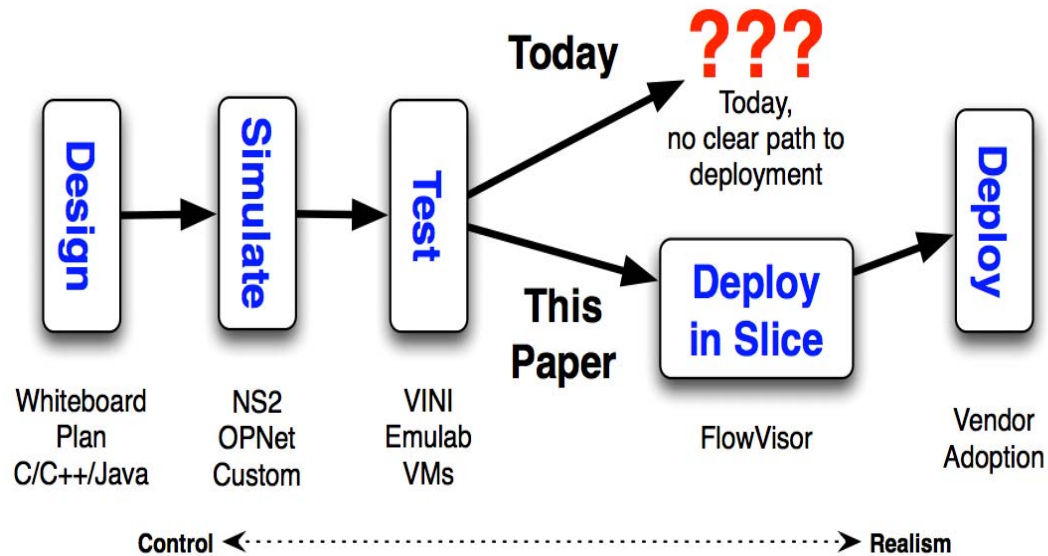 Today
???
Today,
no clear path to
deployment
Design
Simulate
Test
Deploy
in Slice
Deploy
This
Paper
Whiteboard
Plan
C/C++/Java
NS2
OPNet
Custom
VINI
Emulab
VMs
FlowVisor
Vendor
Adoption
Control
Realism